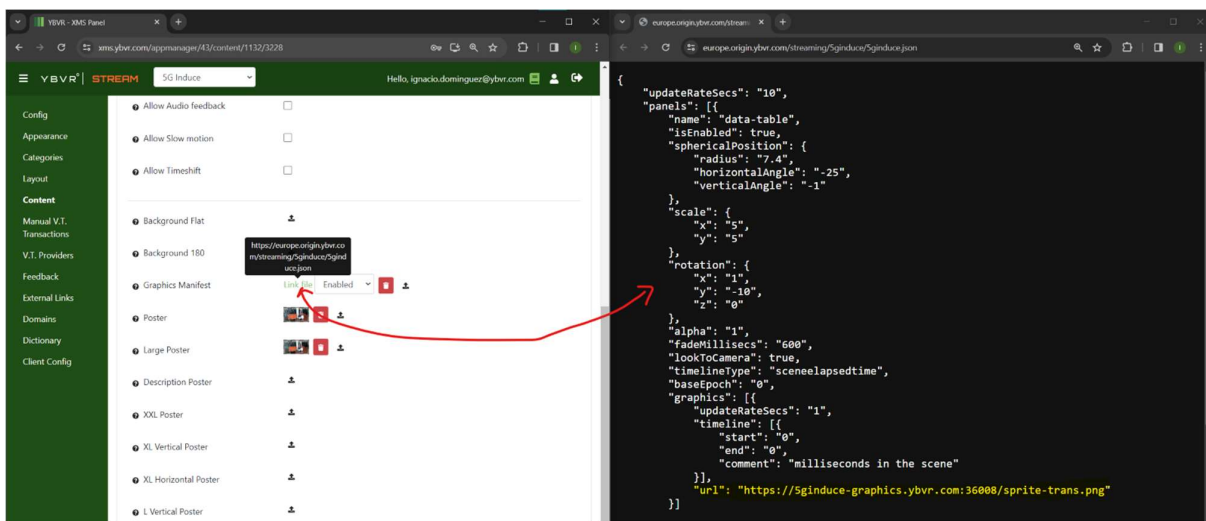 YBVR - XMS Panel
xms.ybvr.com/appmanager/43/content/1132/3228
YBVR® STREAM
5G Induce
Hello, ignacio.dominguez@ybvr.com
Config
Appearance
Categories
Layout
Content
Manual V.T.
Transactions
V.T. Providers
Feedback
External Links
Domains
Dictionary
Client Config
Allow Audio feedback
Allow Slow motion
Allow Timeshift
Background Flat
Background 180
https://europe.origin.ybvr.co
m/streaming/5ginduce/5gind
uce.json
Graphics Manifest
Link file
Enabled
Poster
Large Poster
Description Poster
XXL Poster
XL Vertical Poster
XL Horizontal Poster
L Vertical Poster
europe.origin.ybvr.com/stream
europe.origin.ybvr.com/streaming/5ginduce/5ginduce.json
{
"updateRateSecs": "10",
"panels": [{
"name": "data-table",
"isEnabled": true,
"sphericalPosition": {
"radius": "7.4",
"horizontalAngle": "-25",
"verticalAngle": "-1"
},
"scale": {
"x": "5",
"y": "5"
},
"rotation": {
"x": "1",
"y": "-10",
"z": "0"
},
"alpha": "1",
"fadeMillisecs": "600",
"lookToCamera": true,
"timelineType": "sceneelapsedtime",
"baseEpoch": "0",
"graphics": [{
"updateRateSecs": "1",
"timeline": [{
"start": "0",
"end": "0",
"comment": "milliseconds in the scene"
}],
"url": "https://5ginduce-graphics.ybvr.com:36008/sprite-trans.png"
}]